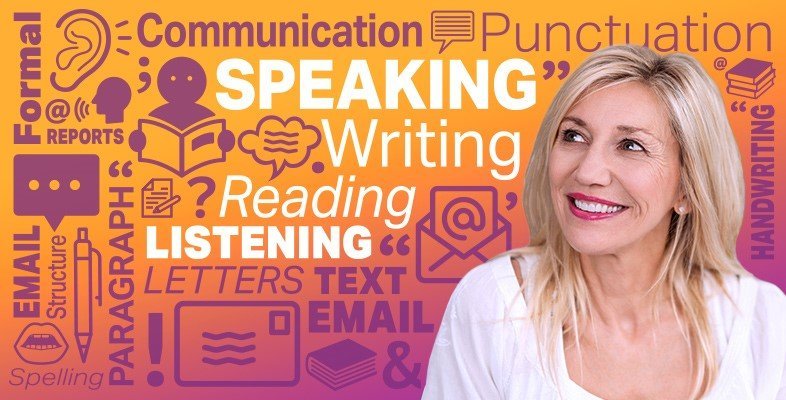 Formal
Communication
Punctuation
;
SPEAKING”
@
@
REPORTS
Writing
“HANDWRITING
?
Reading
.
’
@
LISTENING
“
PARAGRAPH“
EMAIL
Structure
LETTERS TEXT
EMAIL
!
&
Spelling